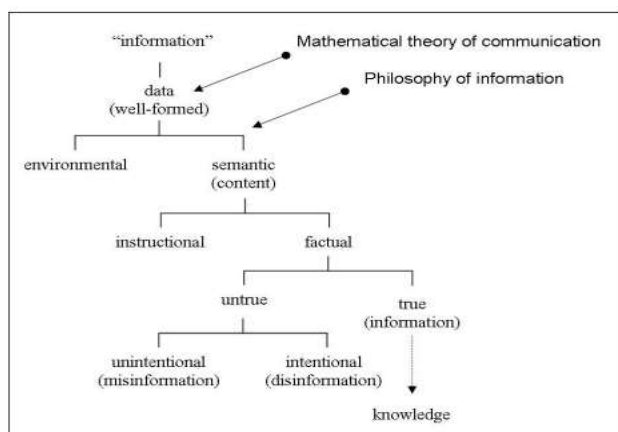 “information”
Mathematical theory of communication
Philosophy of information
data
(well-formed)
environmental
semantic
(content)
instructional
factual
untrue
true
(information)
unintentional
(misinformation)
intentional
(disinformation)
knowledge